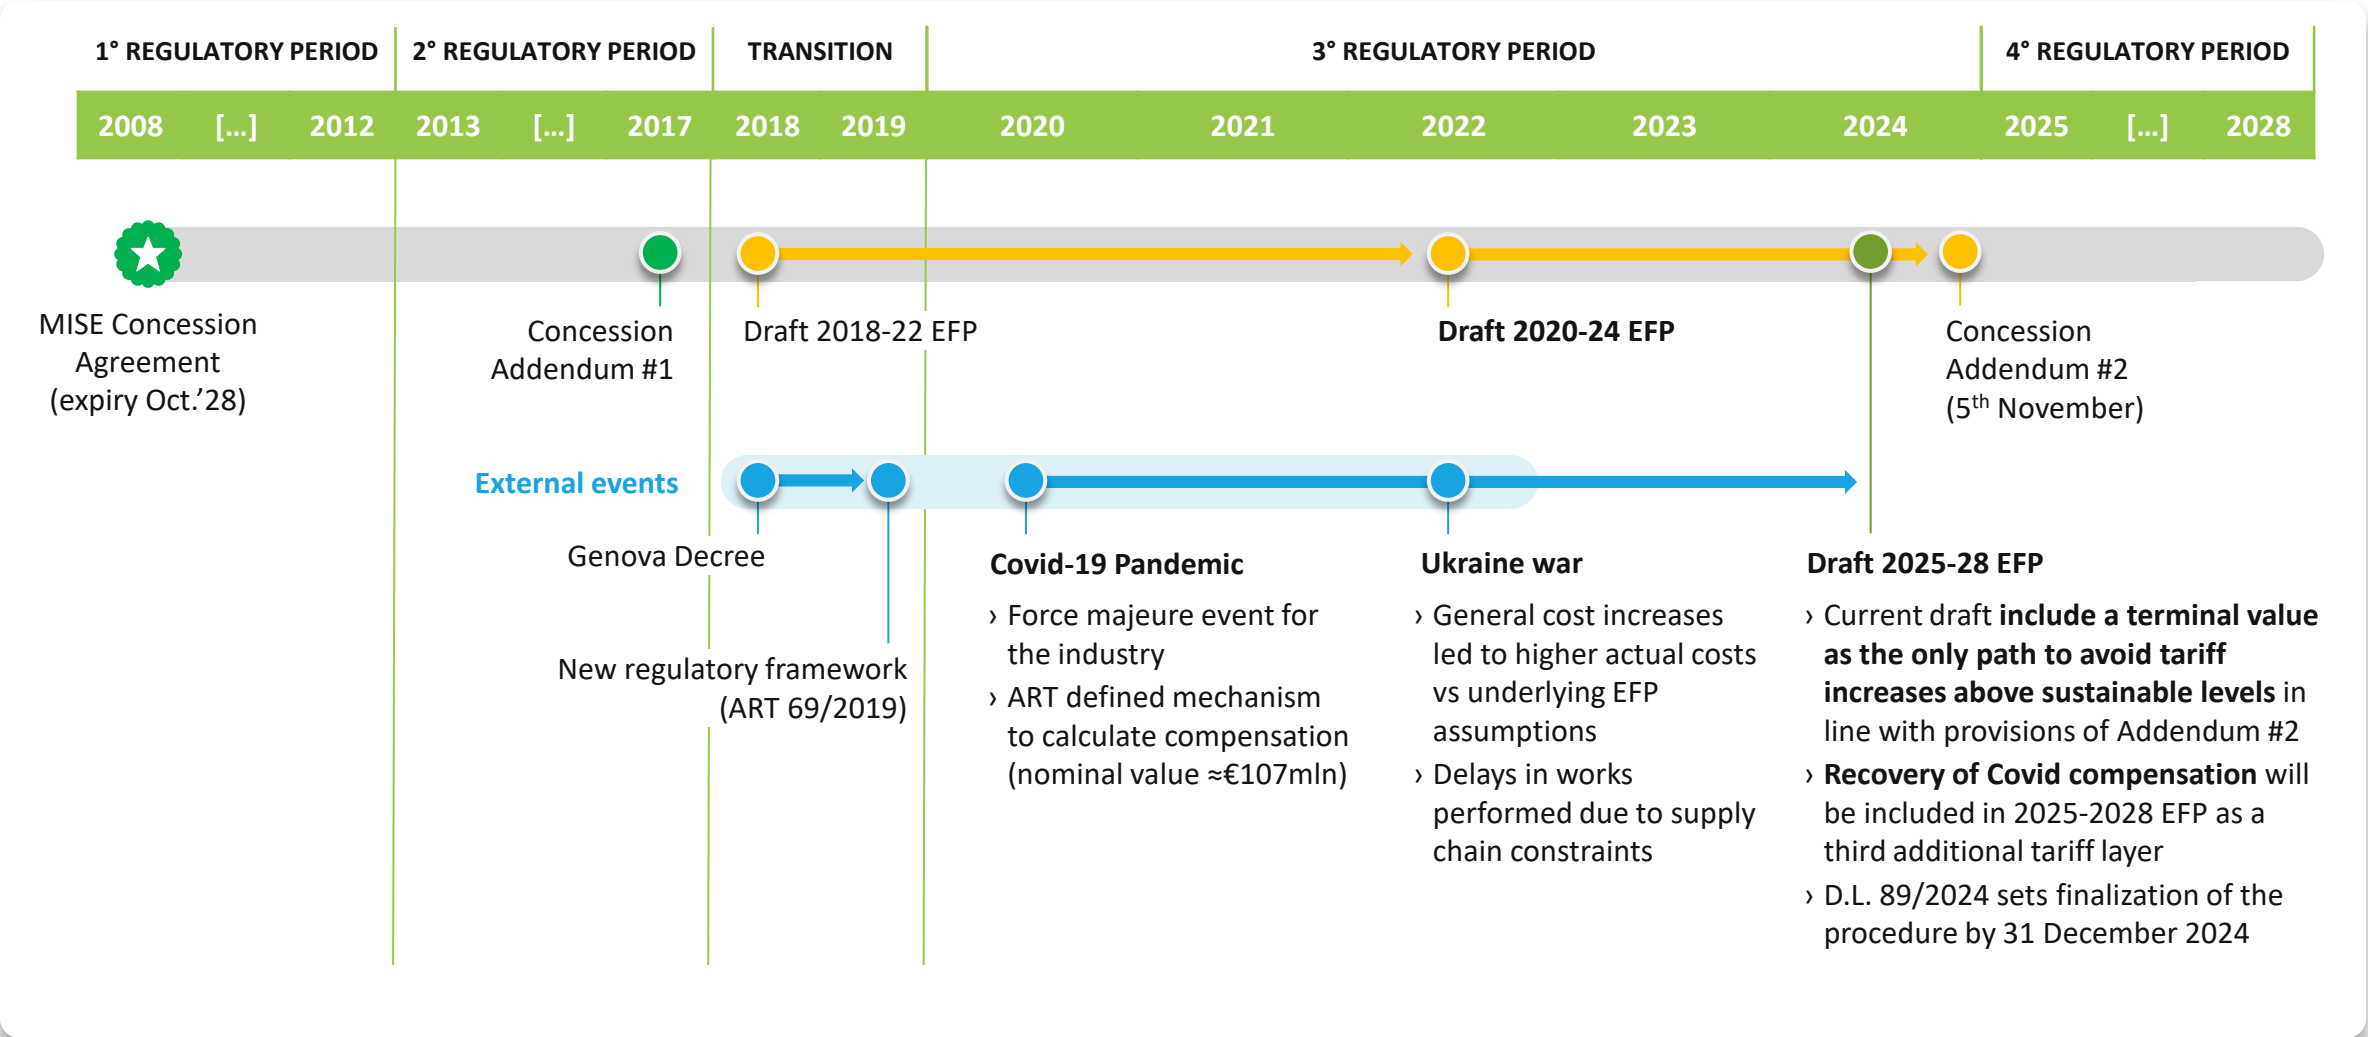 1° REGULATORY PERIOD
2° REGULATORY PERIOD
TRANSITION
3° REGULATORY PERIOD
4° REGULATORY PERIOD
2008
[...]
2012
2013
[...]
2017
2018
2019
2020
2021
2022
2023
2024
2025
[...]
2028
MISE Concession
Agreement
(expiry Oct.’28)
Concession
Addendum #1
Draft 2018-22 EFP
Draft 2020-24 EFP
Concession
Addendum #2
(5th November)
External events
Genova Decree
New regulatory framework
(ART 69/2019)
Covid-19 Pandemic
› Force majeure event for
the industry
› ART defined mechanism
to calculate compensation
(nominal value ≈€107mln)
Ukraine war
› General cost increases
led to higher actual costs
vs underlying EFP
assumptions
› Delays in works
performed due to supply
chain constraints
Draft 2025-28 EFP
› Current draft include a terminal value
as the only path to avoid tariff
increases above sustainable levels in
line with provisions of Addendum #2
› Recovery of Covid compensation will
be included in 2025-2028 EFP as a
third additional tariff layer
› D.L. 89/2024 sets finalization of the
procedure by 31 December 2024